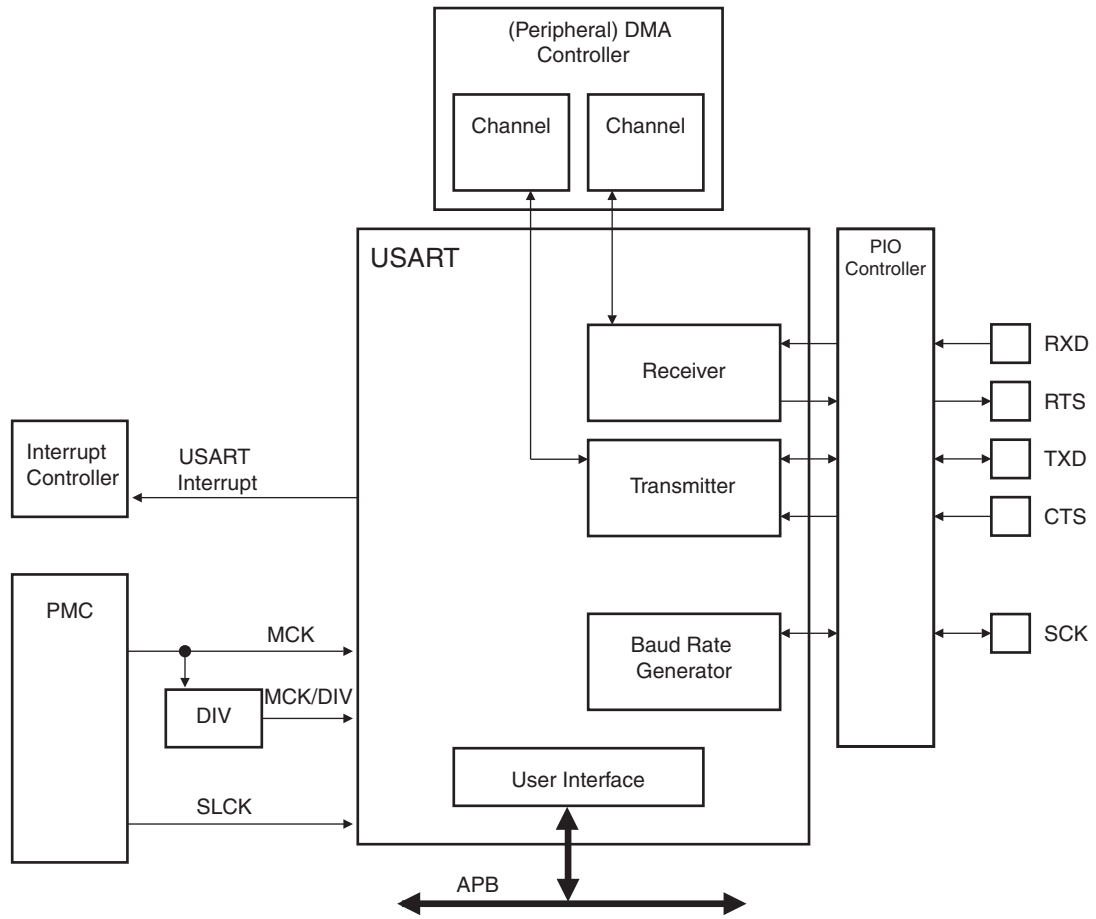 (Peripheral) DMA
Controller
Channel
Channel
USART
PIO
Controller
Receiver
RXD
RTS
Interrupt
Controller
USART
Interrupt
Transmitter
TXD
CTS
PMC
MCK
DIV
MCK/DIV
SLCK
Baud Rate
Generator
SCK
User Interface
APB